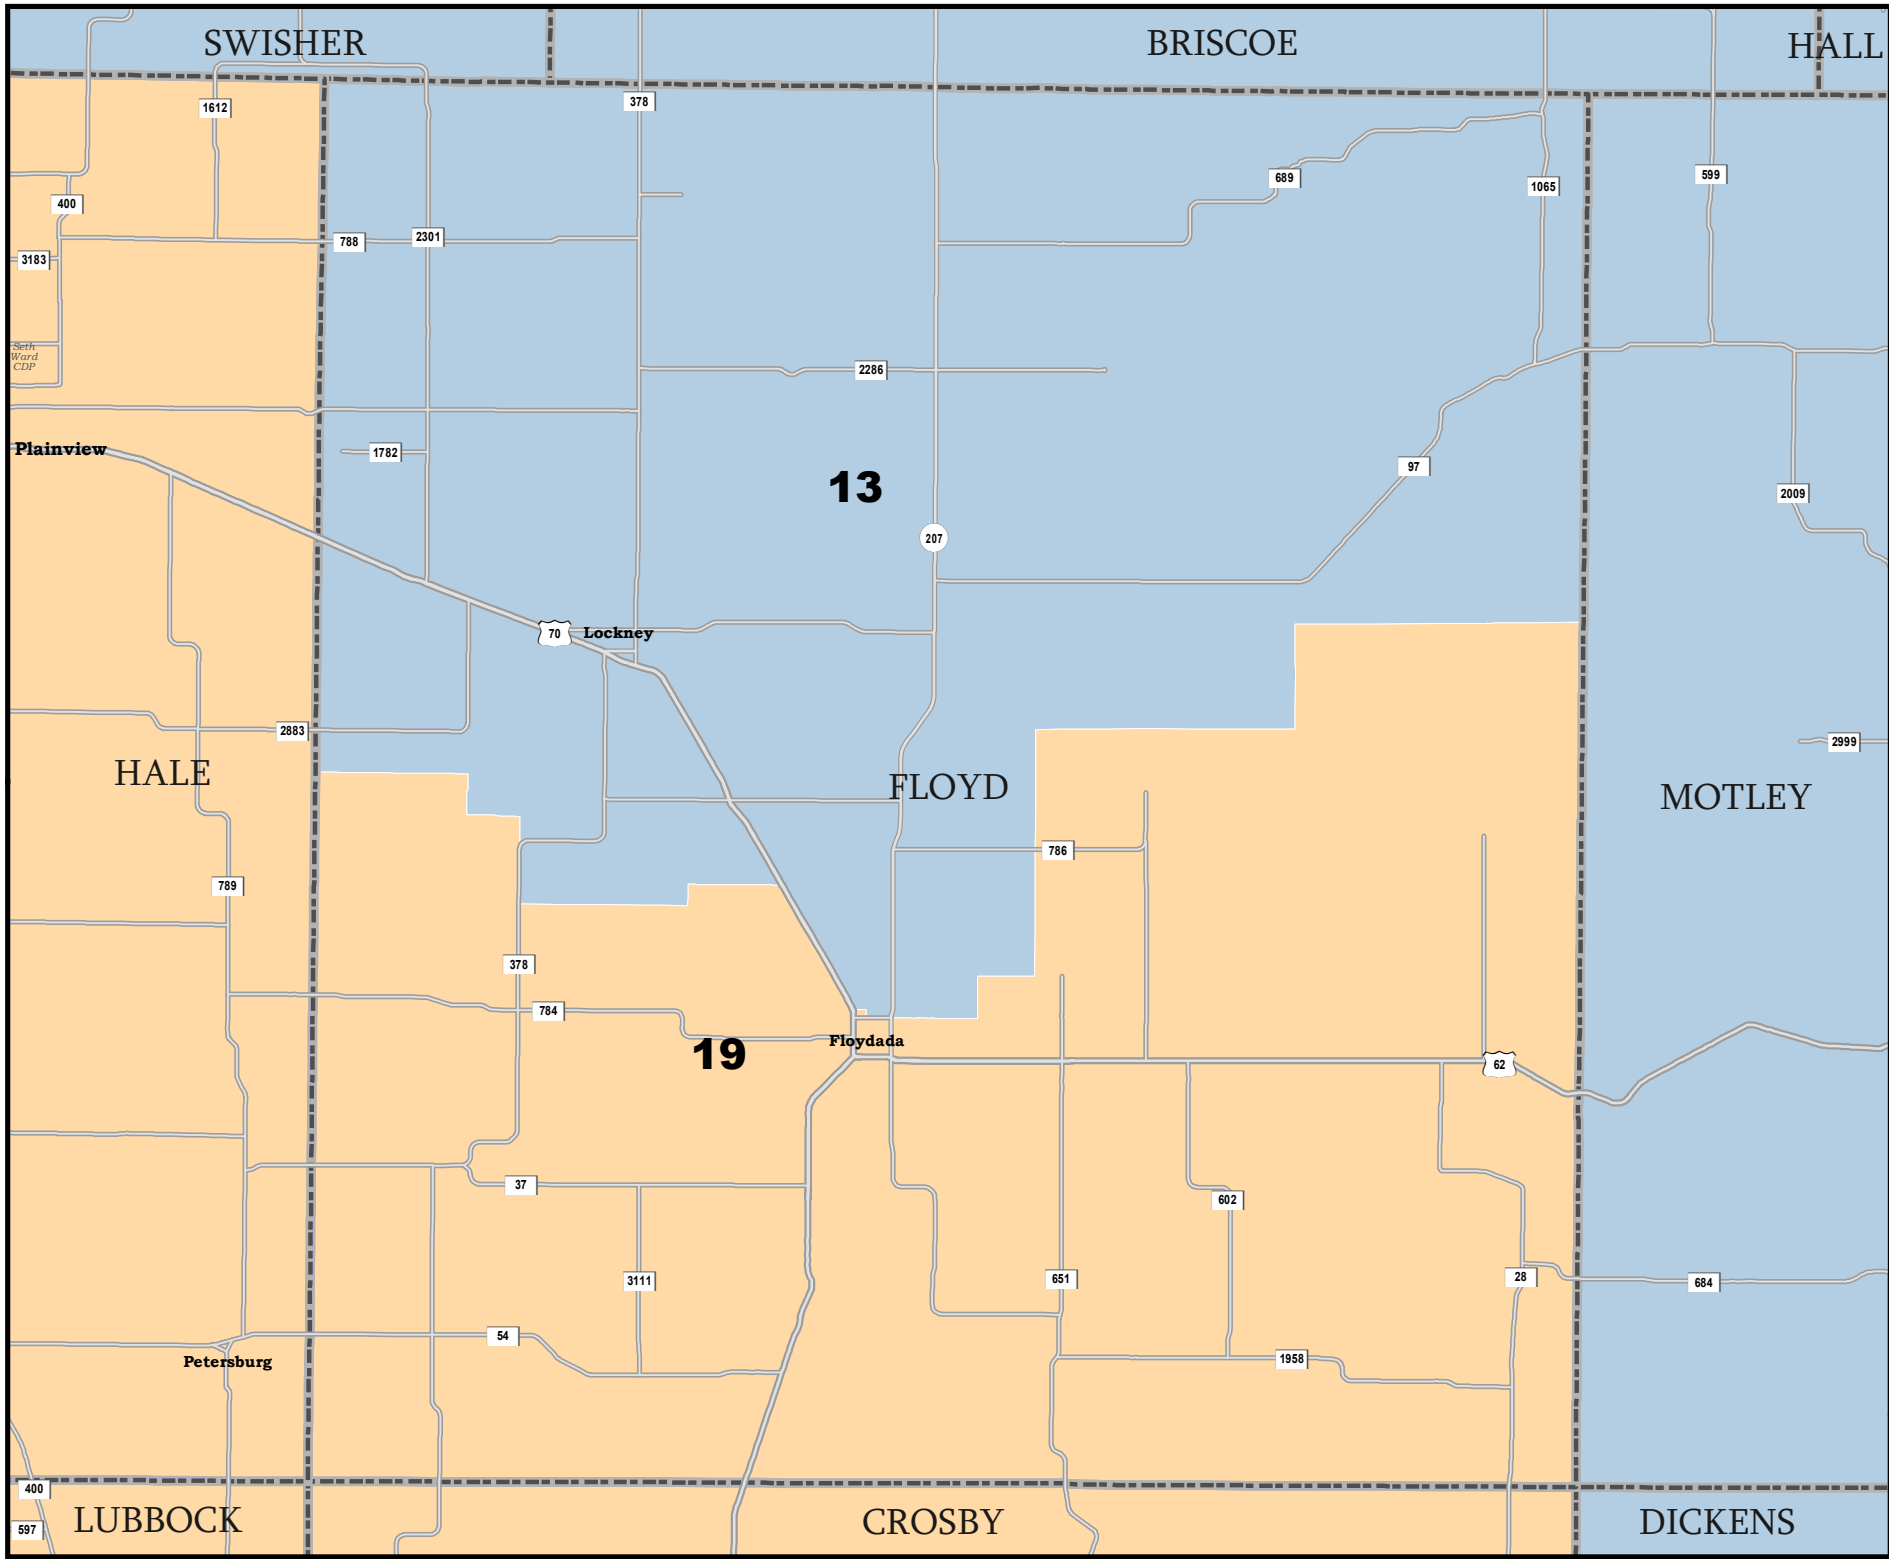 SWISHER
BRISCOE
HALL
1612
378
689
599
1065
400
2301
788
3183
Seth
Ward
CDP
2286
Plainview
1782
97
13
2009
207
70
Lockney
2883
2999
HALE
FLOYD
MOTLEY
786
789
378
784
Floydada
19
62
37
602
3111
651
28
684
54
1958
Petersburg
400
LUBBOCK
CROSBY
DICKENS
597